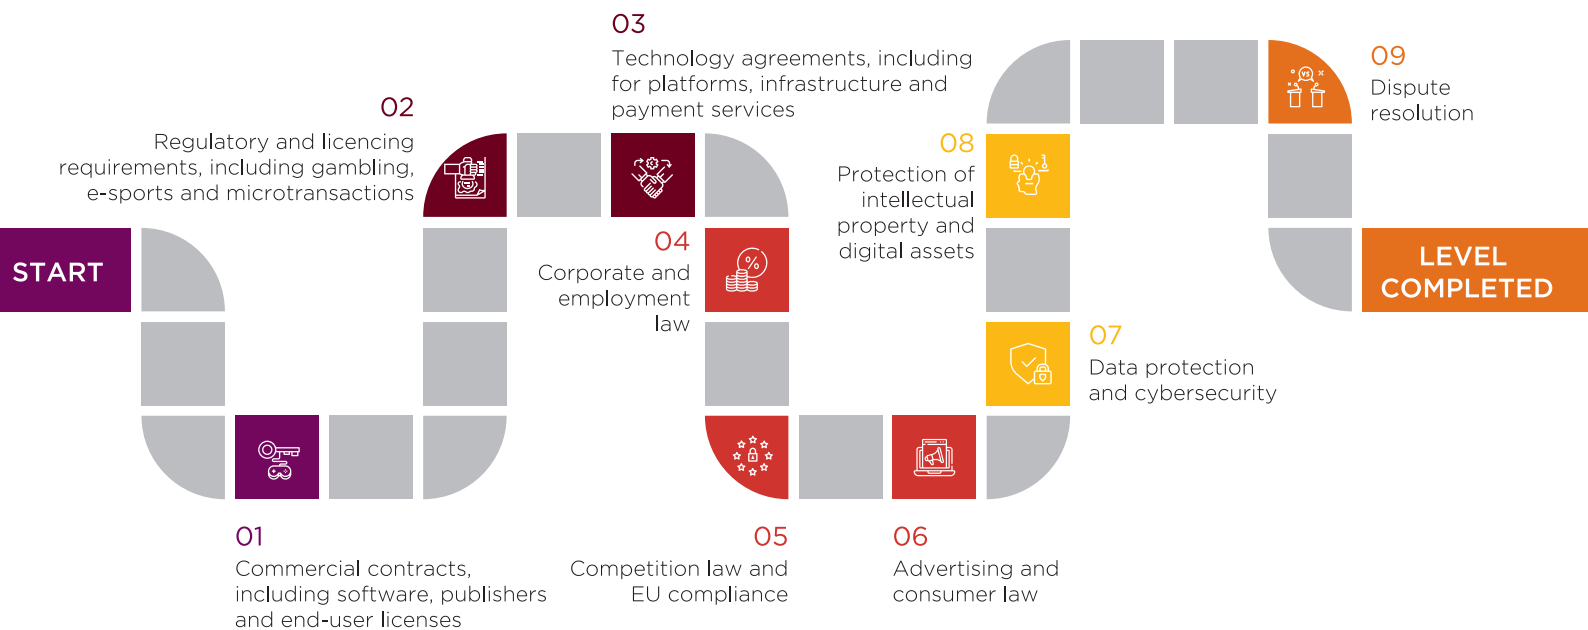 START
01
Commercial contracts,
including software, publishers
and end-user licenses
02
Regulatory and licencing
requirements, including gambling,
e-sports and microtransactions
03
Technology agreements, including
for platforms, infrastructure and
payment services
04
Corporate and
employment
law
%
05
Competition law and
EU compliance
06
Advertising and
consumer law
07
Data protection
and cybersecurity
08
Protection of
intellectual
property and
digital assets
09
Dispute
resolution
VS
LEVEL
COMPLETED